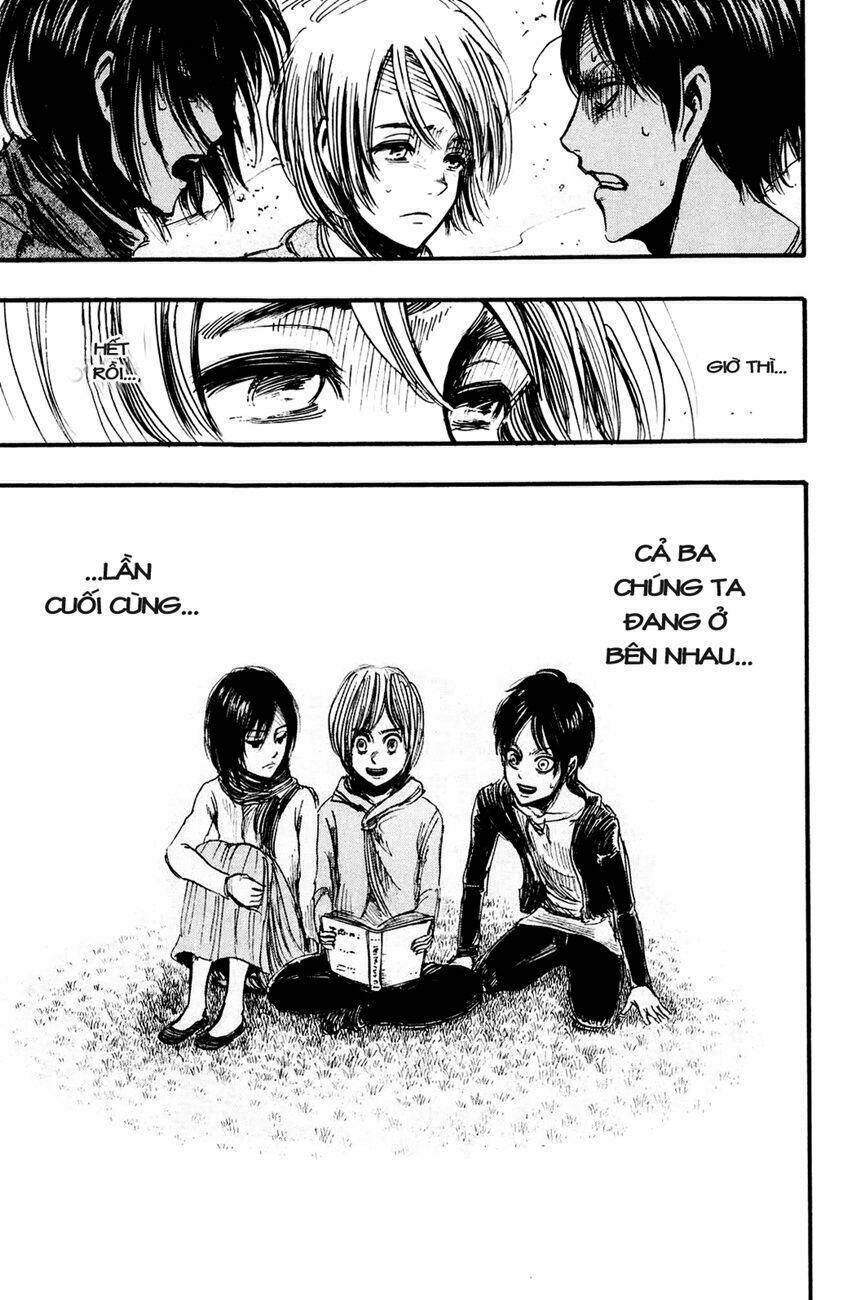 GIỜ THÌ...
HẾT
RỒI...
CẢ BA
CHÚNG TA
ĐANG Ở
BÊN NHAU...
...LẦN
CUỐI CÙNG...